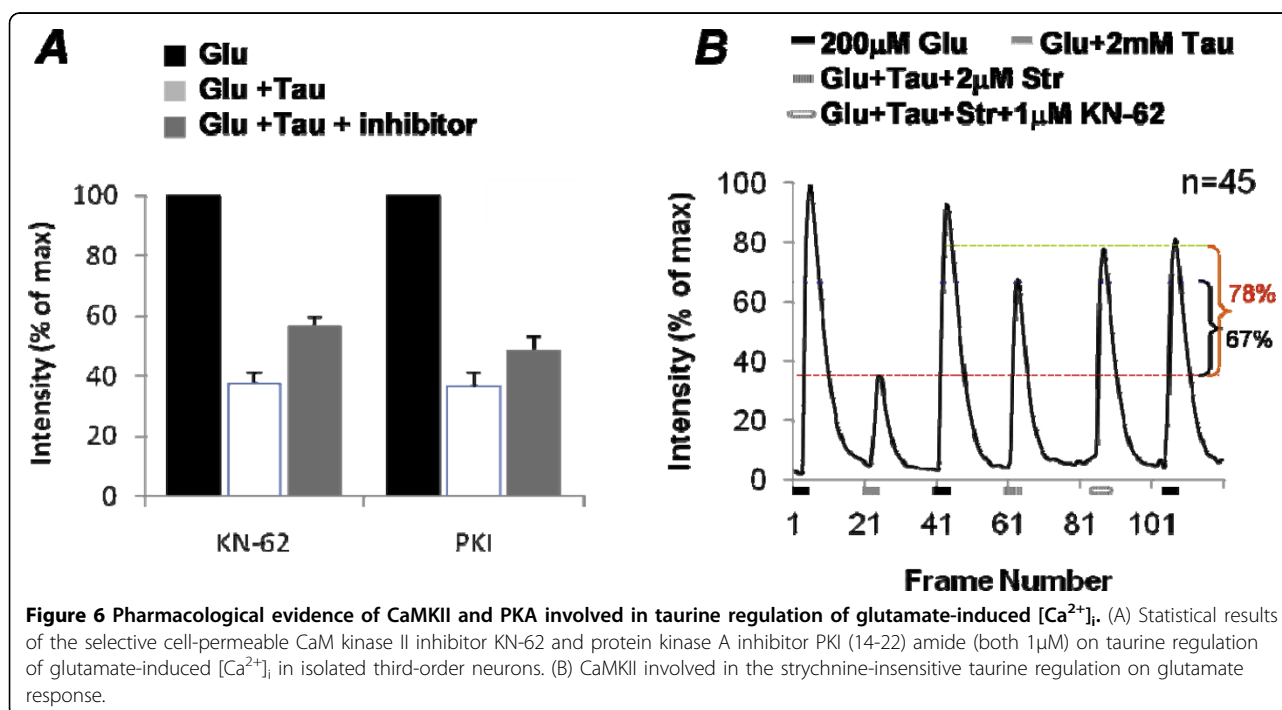 A
Glu
Glu +Tau
Glu +Tau + inhibitor
Intensity (% of max)
100
80
60
40
20
0
KN-62
PKI
B
200μM Glu
Glu+2mM Tau
Glu+Tau+2μM Str
Glu+Tau+Str+1μM KN-62
n=45
Intensity (% of max)
100
80
60
40
20
0
78%
67%
1
21
41
61
81
101
Frame Number
Figure 6 Pharmacological evidence of CaMKII and PKA involved in taurine regulation of glutamate-induced [Ca²⁺]ᵢ. (A) Statistical results
of the selective cell-permeable CaM kinase II inhibitor KN-62 and protein kinase A inhibitor PKI (14-22) amide (both 1μM) on taurine regulation
of glutamate-induced [Ca²⁺]ᵢ in isolated third-order neurons. (B) CaMKII involved in the strychnine-insensitive taurine regulation on glutamate
response.